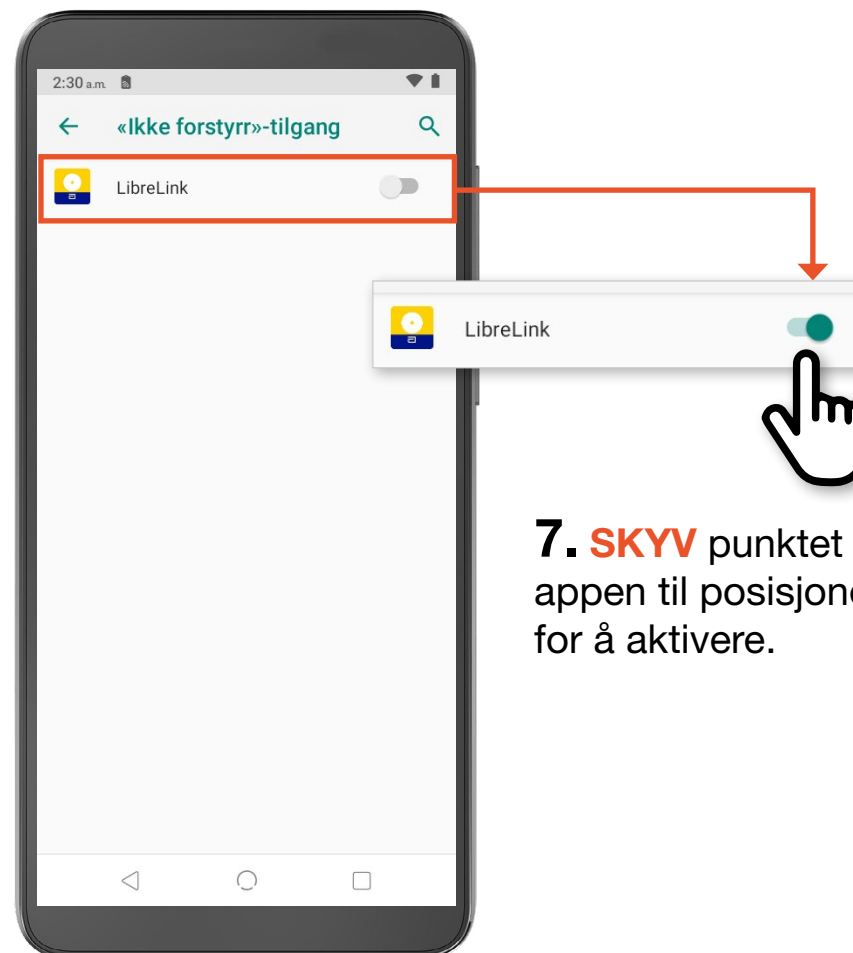 2:30 a.m.
«Ikke forstyrr»-tilgang
LibreLink
LibreLink
7. SKYV punktet
appen til
for å aktivere.